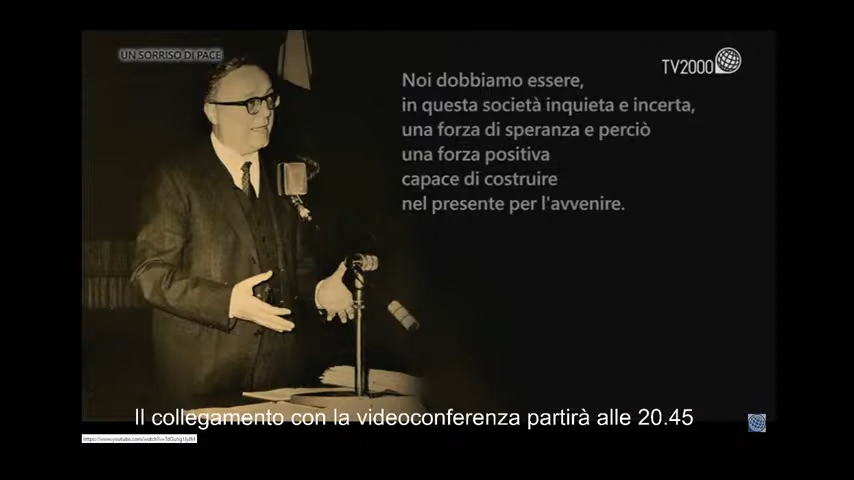 UN SORRISO DI PACE
TV2000
Noi dobbiamo essere,
in questa società inquieta e incerta,
una forza di speranza e perciò
una forza positiva
capace di costruire
nel presente per l'avvenire.
Il collegamento con la videoconferenza partirà alle 20.45